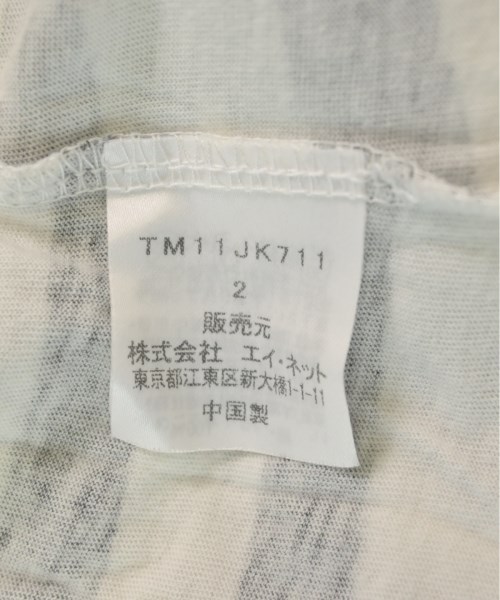 TM11JK711
2
販売元
株式会社 エイ・ネット
東京都江東区新大橋1-1-11
中国製